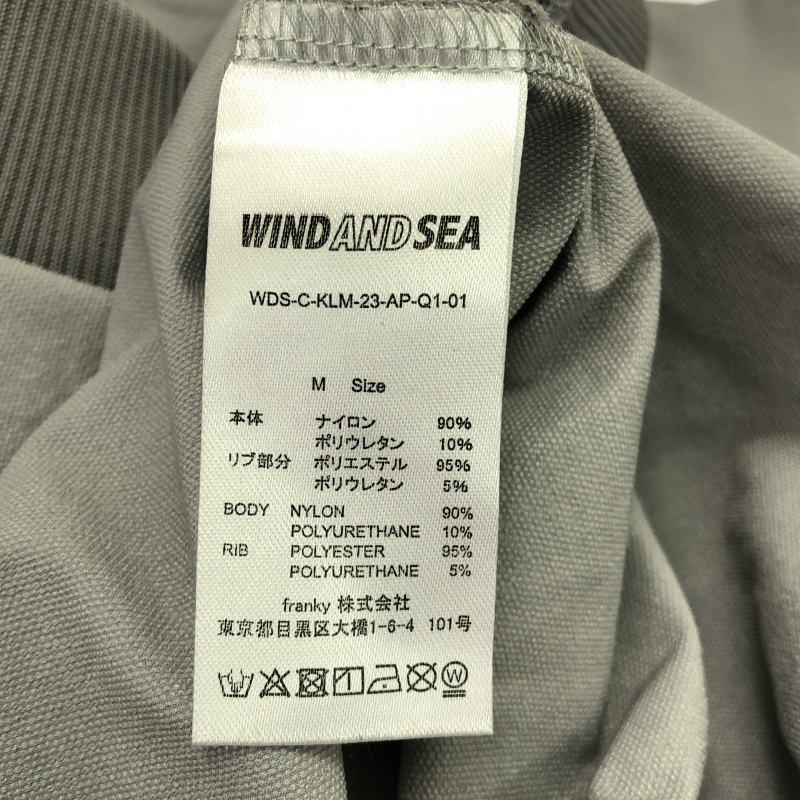 WIND AND SEA
WDS-C-KLM-23-AP-Q1-01
M Size
本体 ナイロン 90%
ポリウレタン 10%
リブ部分 ポリエステル 95%
ポリウレタン 5%
BODY NYLON 90%
POLYURETHANE 10%
RIB POLYESTER 95%
POLYURETHANE 5%
franky 株式会社
東京都目黒区大橋1-6-4 101号
W